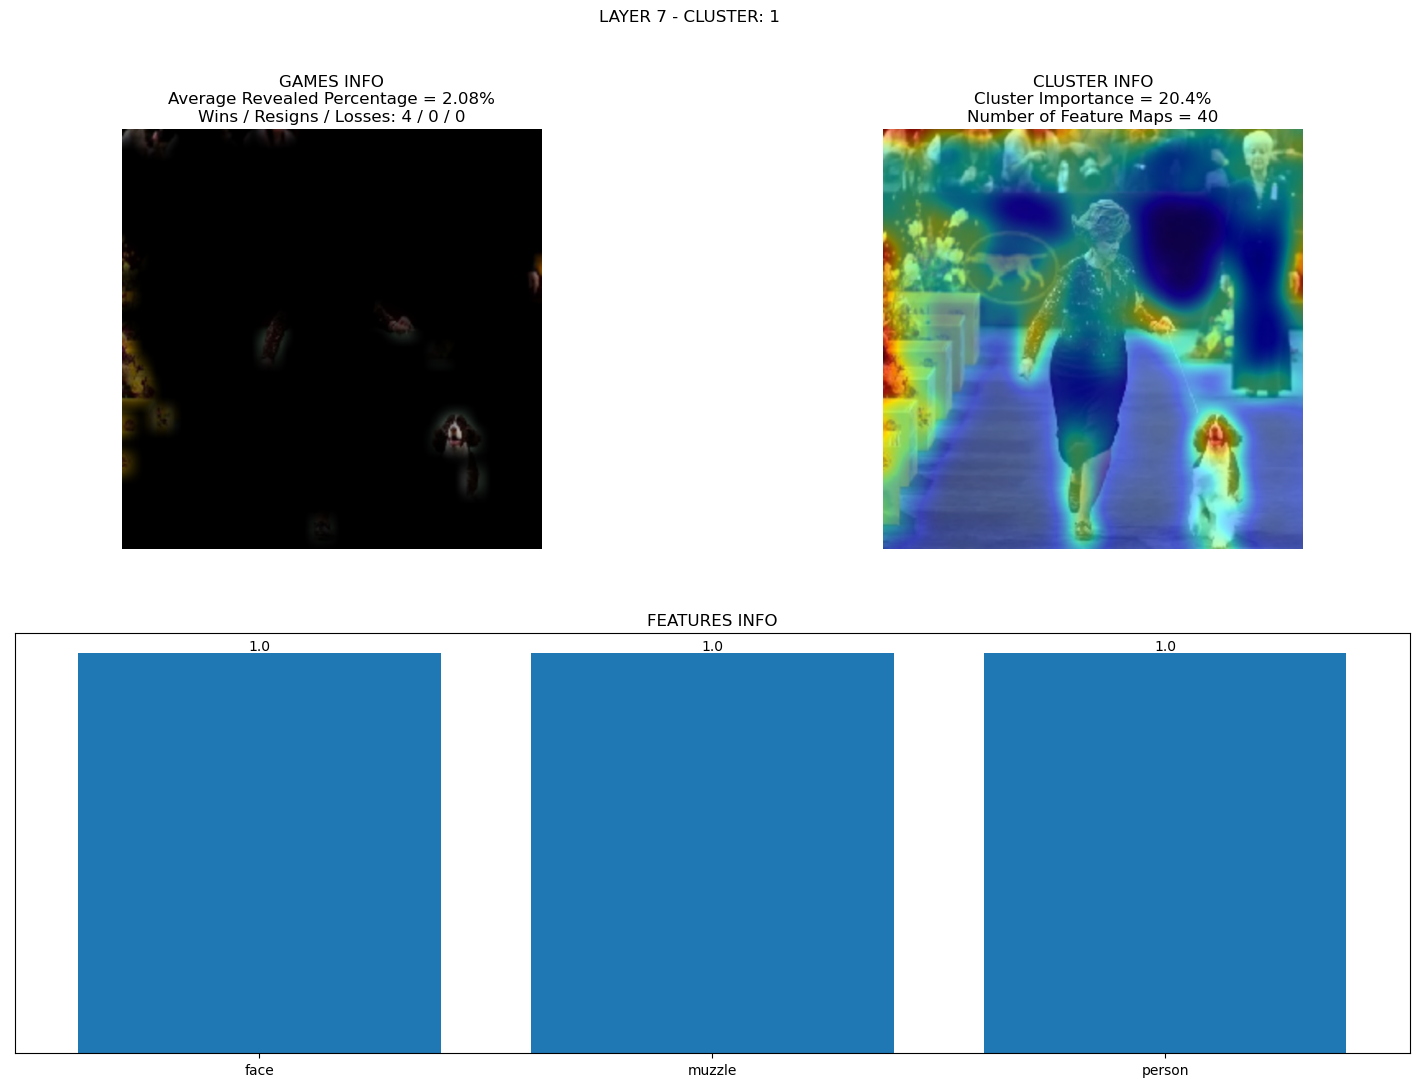 LAYER 7 - CLUSTER: 1
GAMES INFO
Average Revealed Percentage = 2.08%
Wins / Resigns / Losses: 4 / 0 / 0
CLUSTER INFO
Cluster Importance = 20.4%
Number of Feature Maps = 40
FEATURES INFO
1.0
1.0
1.0
face
muzzle
person